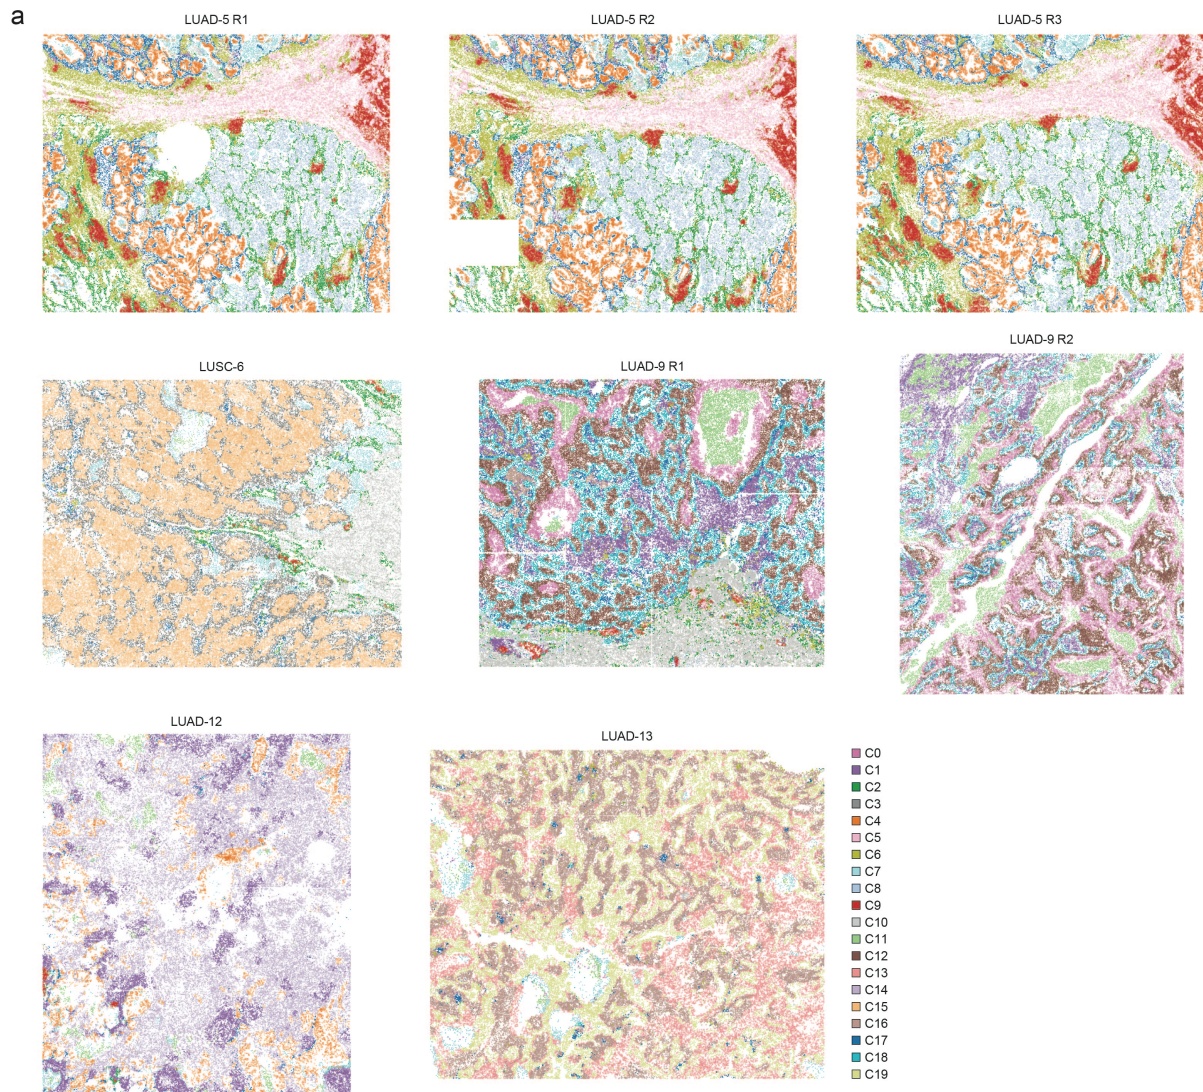 a
LUAD-5 R1
LUAD-5 R2
LUAD-5 R3
LUSC-6
LUAD-9 R1
LUAD-9 R2
LUAD-12
LUAD-13
C0
C1
C2
C3
C4
C5
C6
C7
C8
C9
C10
C11
C12
C13
C14
C15
C16
C17
C18
C19